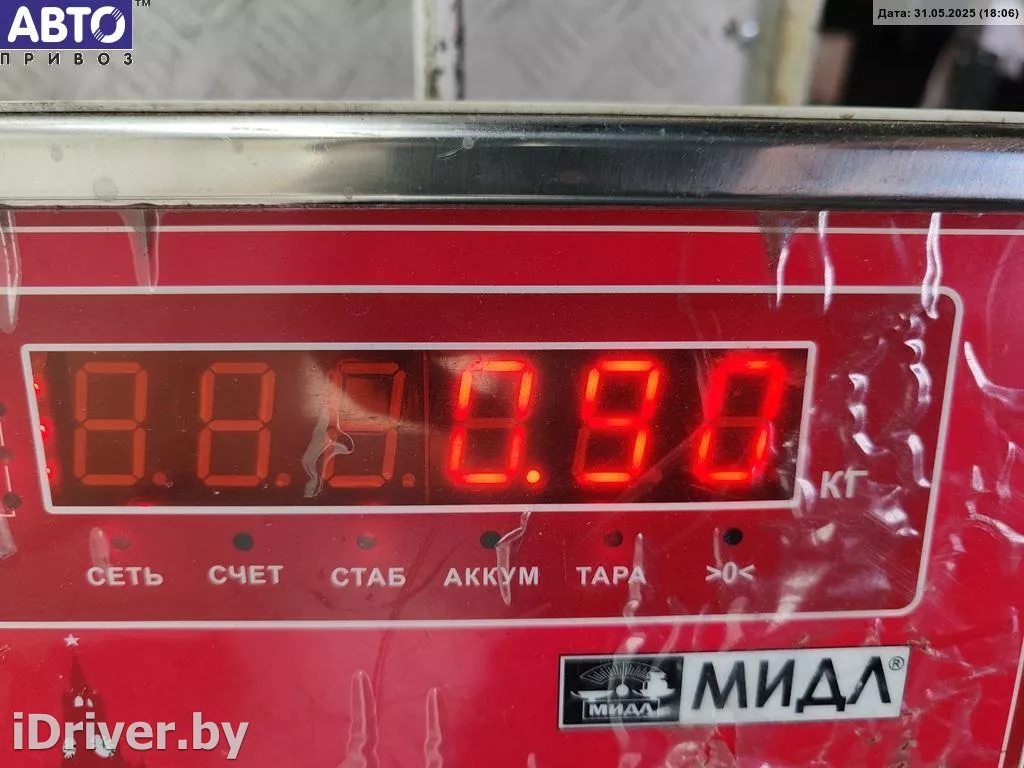 АВТО™
ПРИВОЗ
Дата: 31.05.2025 (18:06)
0.90
КГ
СЕТЬ СЧЕТ СТАБ АККУМ ТАРА >0<
МИДЛ МИДЛ®
iDriver.by